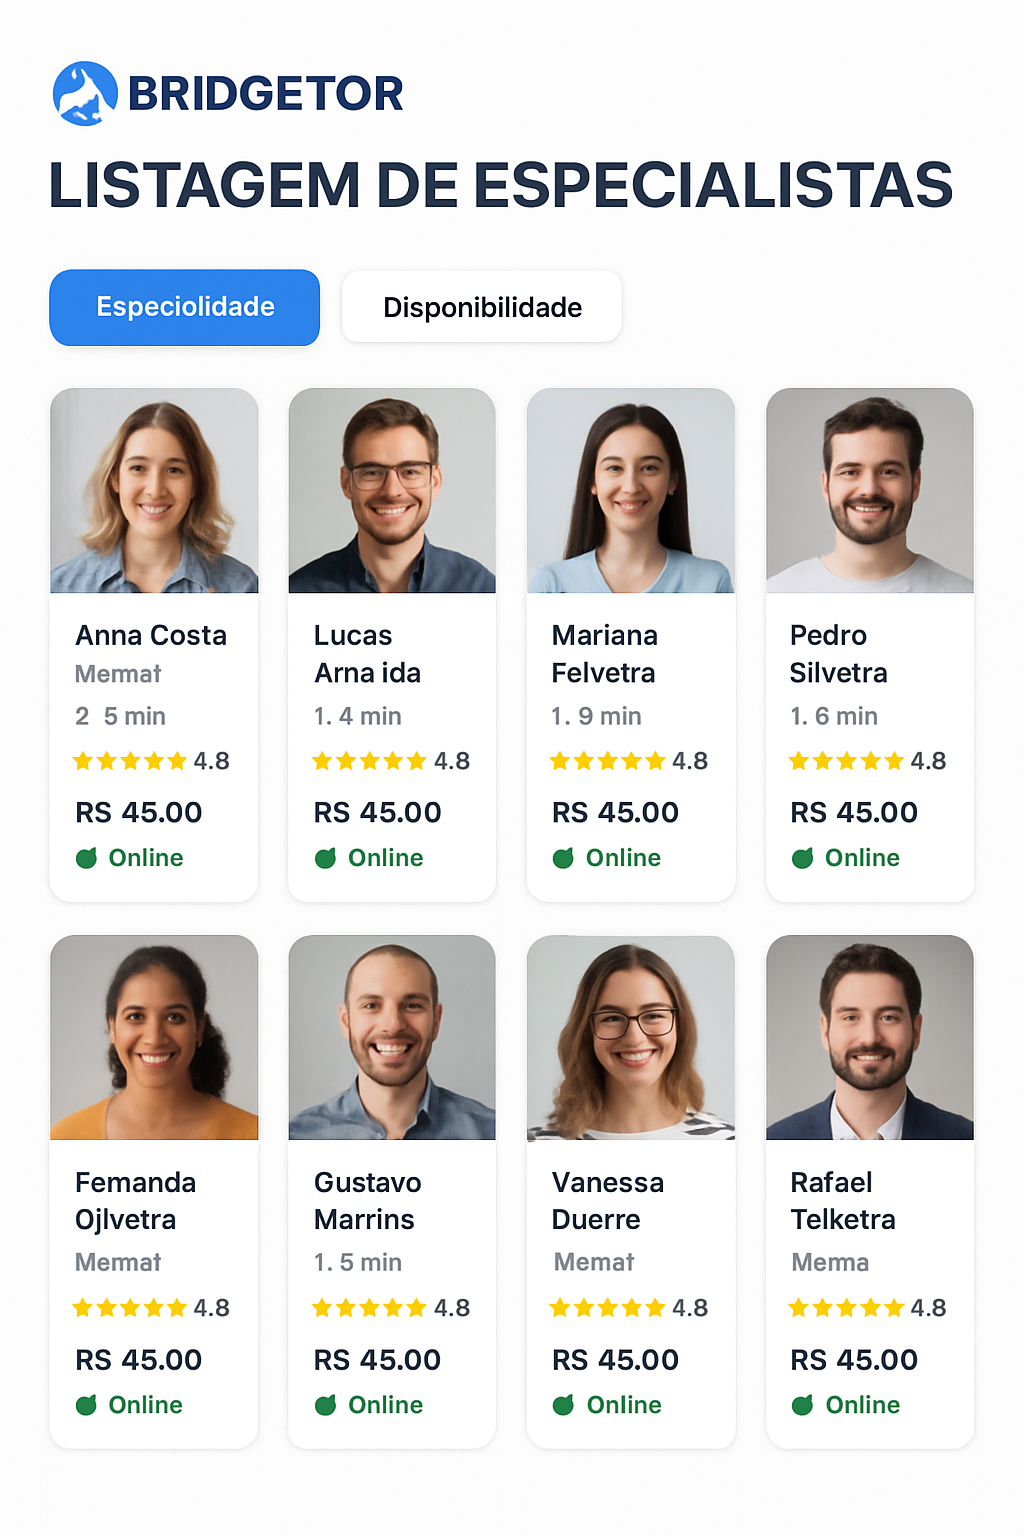 BRIDGETOR
LISTAGEM DE ESPECIALISTAS
Especiolidade
Disponibilidade
Anna Costa
Mermat
2 5 min
4.8
RS 45.00
Online
Lucas
Arna ida
1. 4 min
4.8
RS 45.00
Online
Mariana
Felvetra
1. 9 min
4.8
RS 45.00
Online
Pedro
Silvetra
1. 6 min
4.8
RS 45.00
Online
Femanda
Ojlvetra
Mermat
4.8
RS 45.00
Online
Gustavo
Marrins
1. 5 min
4.8
RS 45.00
Online
Vanessa
Duerre
Memat
4.8
RS 45.00
Online
Rafael
Telketra
Merma
4.8
RS 45.00
Online